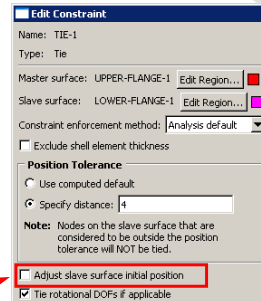 Edit Constraint
Name: TIE-1
Type: Tie
Master surface: UPPER-FLANGE-1 Edit Region...
Slave surface: LOWER-FLANGE-1 Edit Region...
Constraint enforcement method: Analysis default
Exclude shell element thickness
Position Tolerance
Use computed default
Specify distance: 4
Note: Nodes on the slave surface that are
considered to be outside the position
tolerance will NOT be tied.
Adjust slave surface initial position
Tie rotational DOFs if applicable